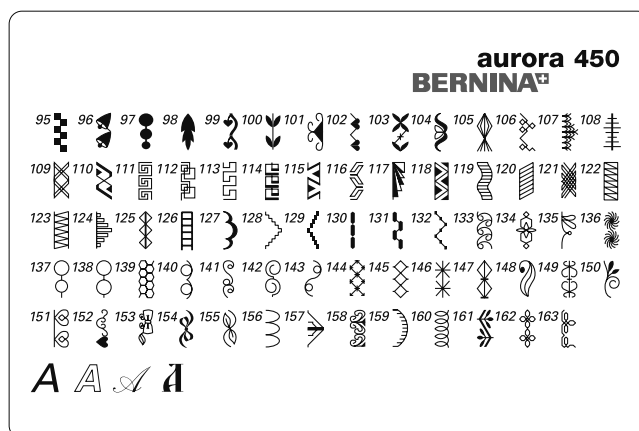 aurora 450
BERNINA
95 96 97 98 99 100 101 102 103 104 105 106 107 108
109 110 111 112 113 114 115 116 117 118 119 120 121 122
123 124 125 126 127 128 129 130 131 132 133 134 135 136
137 138 139 140 141 142 143 144 145 146 147 148 149 150
151 152 153 154 155 156 157 158 159 160 161 162 163
A A A A